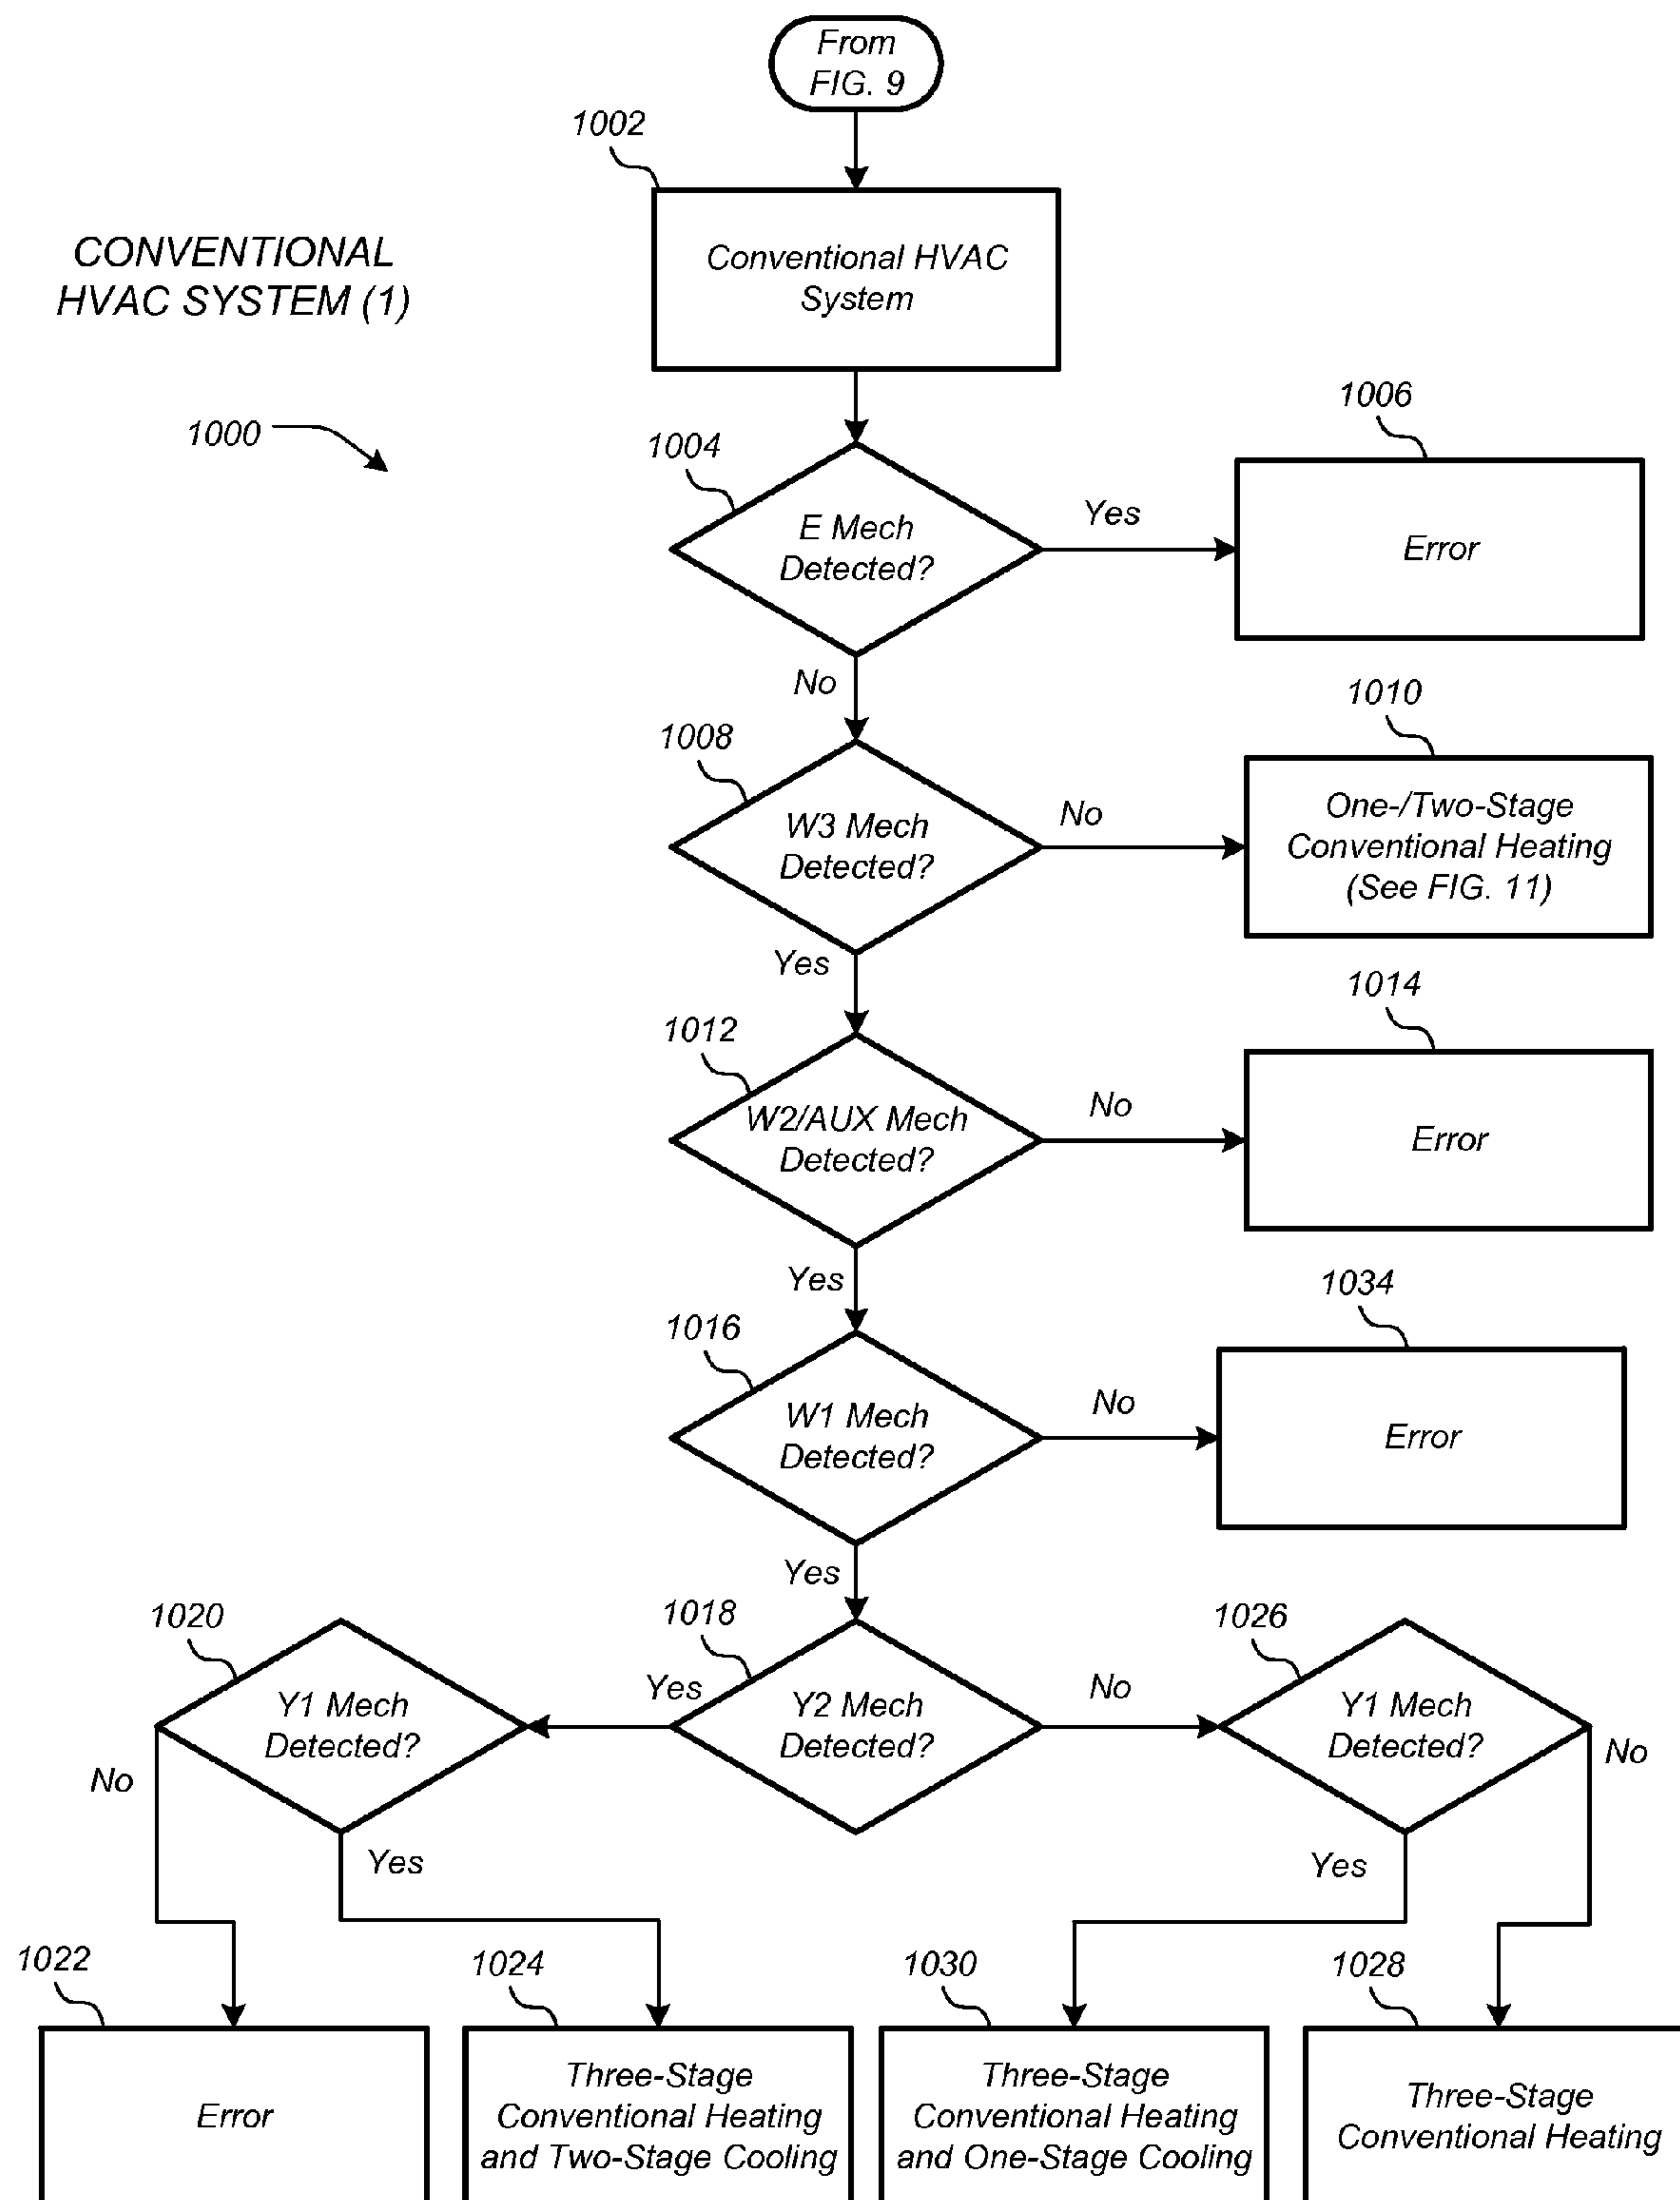 From
FIG. 9
1002
CONVENTIONAL
HVAC SYSTEM (1)
Conventional HVAC
System
1000
1004
E Mech
Detected?
Yes
1006
Error
No
1008
W3 Mech
Detected?
No
1010
One-/Two-Stage
Conventional Heating
(See FIG. 11)
Yes
1012
W2/AUX Mech
Detected?
No
1014
Error
Yes
1016
W1 Mech
Detected?
No
1034
Error
Yes
1020
Y1 Mech
Detected?
1018
Yes
Y2 Mech
Detected?
No
1026
Y1 Mech
Detected?
No
No
Yes
Yes
1022
Error
1024
Three-Stage
Conventional Heating
and Two-Stage Cooling
1030
Three-Stage
Conventional Heating
and One-Stage Cooling
1028
Three-Stage
Conventional Heating